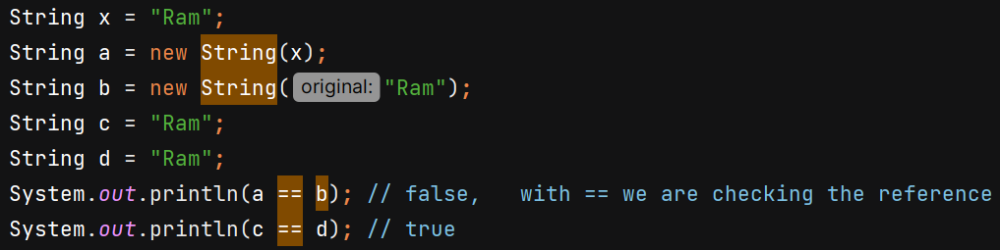 String x = "Ram";
String a = new String(x);
String b = new String( original: "Ram");
String c = "Ram";
String d = "Ram";
System.out.println(a == b); // false,   with == we are checking the reference
System.out.println(c == d); // true